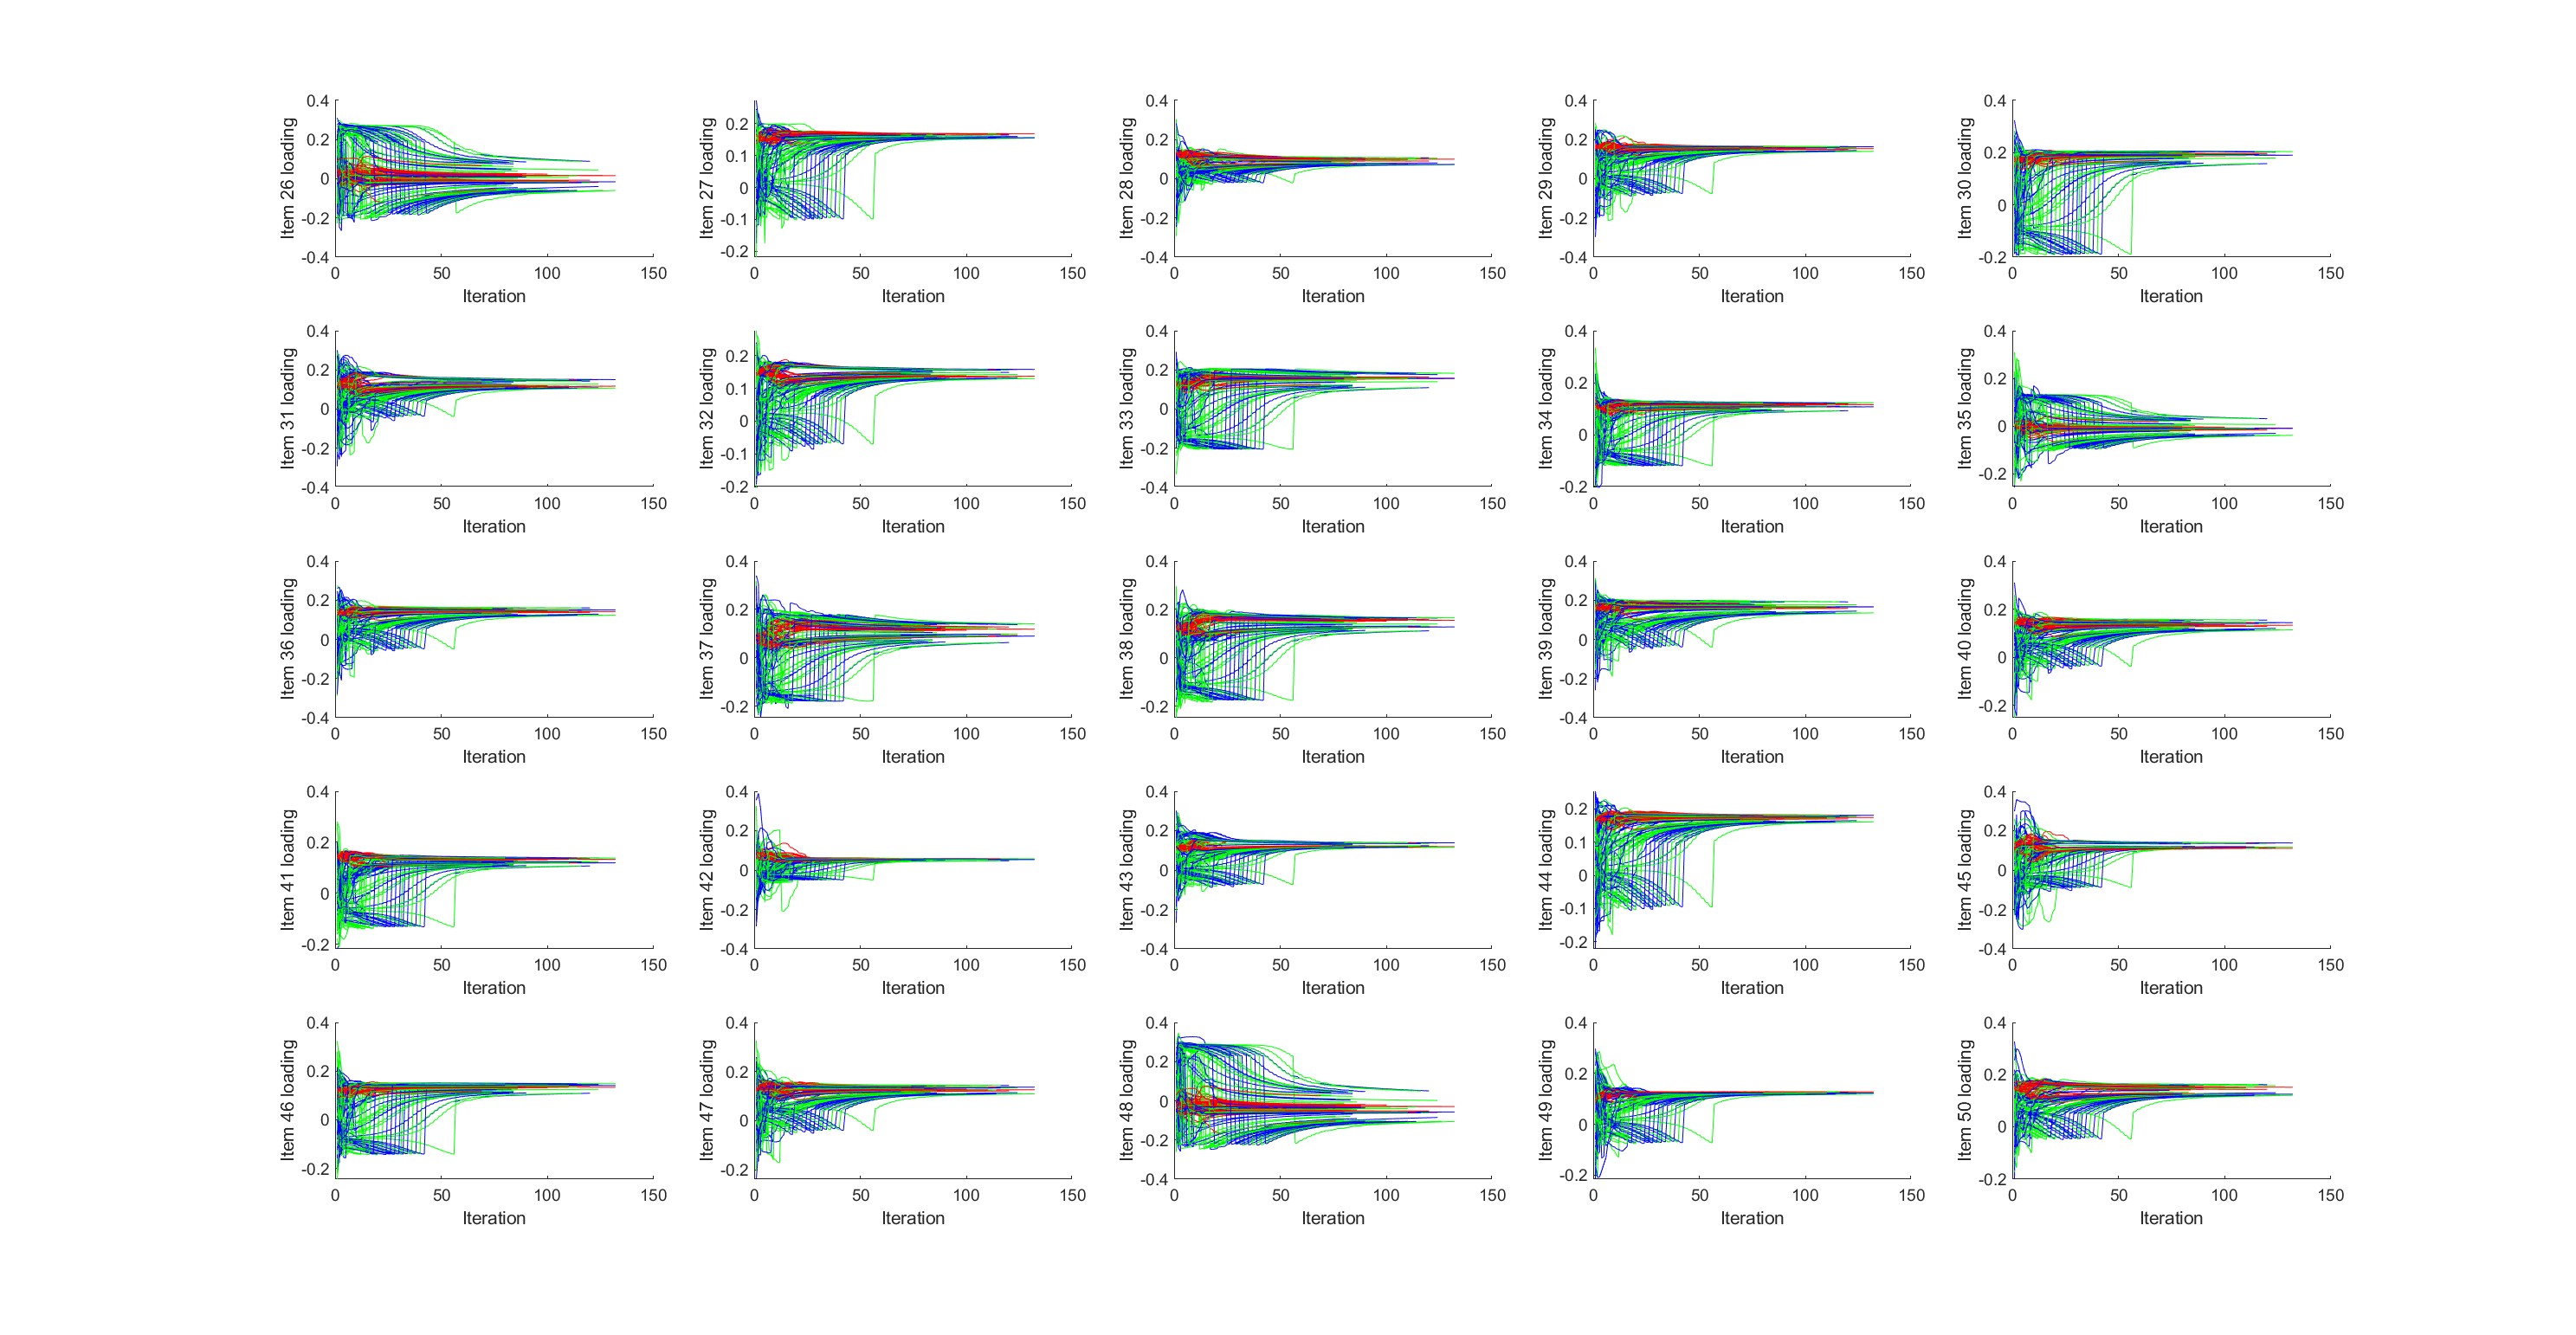 0.4 0.2 0 -0.2 -0.4
Item 26 loading
0 50 100 150
Iteration
0.2 0.1 0 -0.1 -0.2
Item 27 loading
0 50 100 150
Iteration
0.4 0.2 0 -0.2 -0.4
Item 28 loading
0 50 100 150
Iteration
0.4 0.2 0 -0.2 -0.4
Item 29 loading
0 50 100 150
Iteration
0.4 0.2 0 -0.2
Item 30 loading
0 50 100 150
Iteration
0.4 0.2 0 -0.2 -0.4
Item 31 loading
0 50 100 150
Iteration
0.2 0.1 0 -0.1 -0.2
Item 32 loading
0 50 100 150
Iteration
0.4 0.2 0 -0.2 -0.4
Item 33 loading
0 50 100 150
Iteration
0.4 0.2 0 -0.2
Item 34 loading
0 50 100 150
Iteration
0.4 0.2 0 -0.2
Item 35 loading
0 50 100 150
Iteration
0.4 0.2 0 -0.2 -0.4
Item 36 loading
0 50 100 150
Iteration
0.4 0.2 0 -0.2
Item 37 loading
0 50 100 150
Iteration
0.4 0.2 0 -0.2
Item 38 loading
0 50 100 150
Iteration
0.4 0.2 0 -0.2 -0.4
Item 39 loading
0 50 100 150
Iteration
0.4 0.2 0 -0.2
Item 40 loading
0 50 100 150
Iteration
0.4 0.2 0 -0.2
Item 41 loading
0 50 100 150
Iteration
0.4 0.2 0 -0.2 -0.4
Item 42 loading
0 50 100 150
Iteration
0.4 0.2 0 -0.2 -0.4
Item 43 loading
0 50 100 150
Iteration
0.2 0.1 0 -0.1 -0.2
Item 44 loading
0 50 100 150
Iteration
0.4 0.2 0 -0.2 -0.4
Item 45 loading
0 50 100 150
Iteration
0.4 0.2 0 -0.2
Item 46 loading
0 50 100 150
Iteration
0.4 0.2 0 -0.2
Item 47 loading
0 50 100 150
Iteration
0.4 0.2 0 -0.2 -0.4
Item 48 loading
0 50 100 150
Iteration
0.4 0.2 0 -0.2
Item 49 loading
0 50 100 150
Iteration
0.4 0.2 0 -0.2
Item 50 loading
0 50 100 150
Iteration